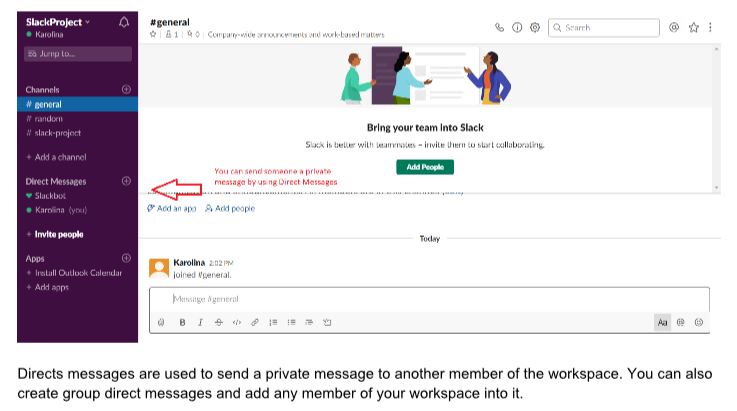 SlackProject
Karolina
Jump to...
Channels
# general
# random
# slack-project
+ Add a channel
Direct Messages
Slackbot
Karolina (you)
+ Invite people
Apps
+ Install Outlook Calendar
+ Add apps
#general
1 | 0 | Company-wide announcements and work-based matters
Search
Bring your team into Slack
Slack is better with teammates – invite them to start collaborating.
Add People
You can send someone a private
message by using Direct Messages
Add an app Add people
Today
Karolina 2:02 PM
joined #general.
Message #general
B I S </> Aa @
Directs messages are used to send a private message to another member of the workspace. You can also
create group direct messages and add any member of your workspace into it.